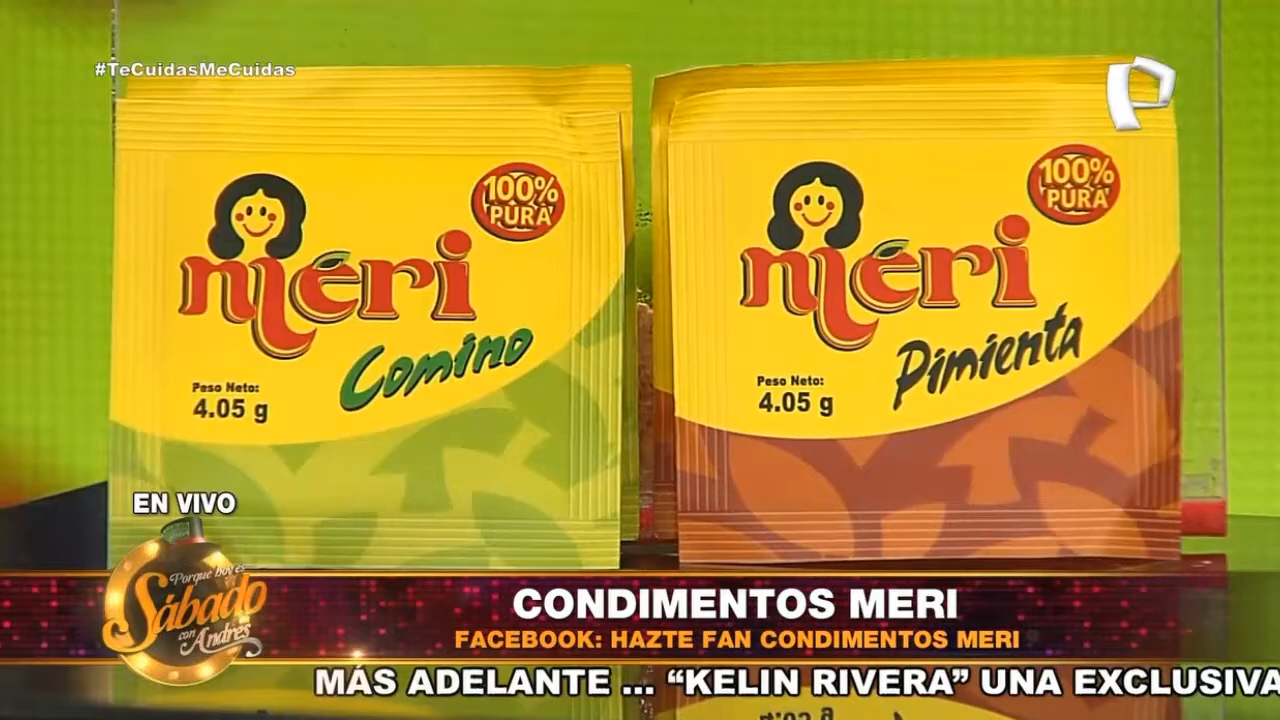 #TeCuidasMeCuidas
100%
PURA
meri
Comino
Peso Neto:
4.05 g
100%
PURA
meri
Pimienta
Peso Neto:
4.05 g
EN VIVO
Porque hoy es
Sábado
con Andrés
CONDIMENTOS MERI
FACEBOOK: HAZTE FAN CONDIMENTOS MERI
MÁS ADELANTE ... “KELIN RIVERA” UNA EXCLUSIVA
4.05 g